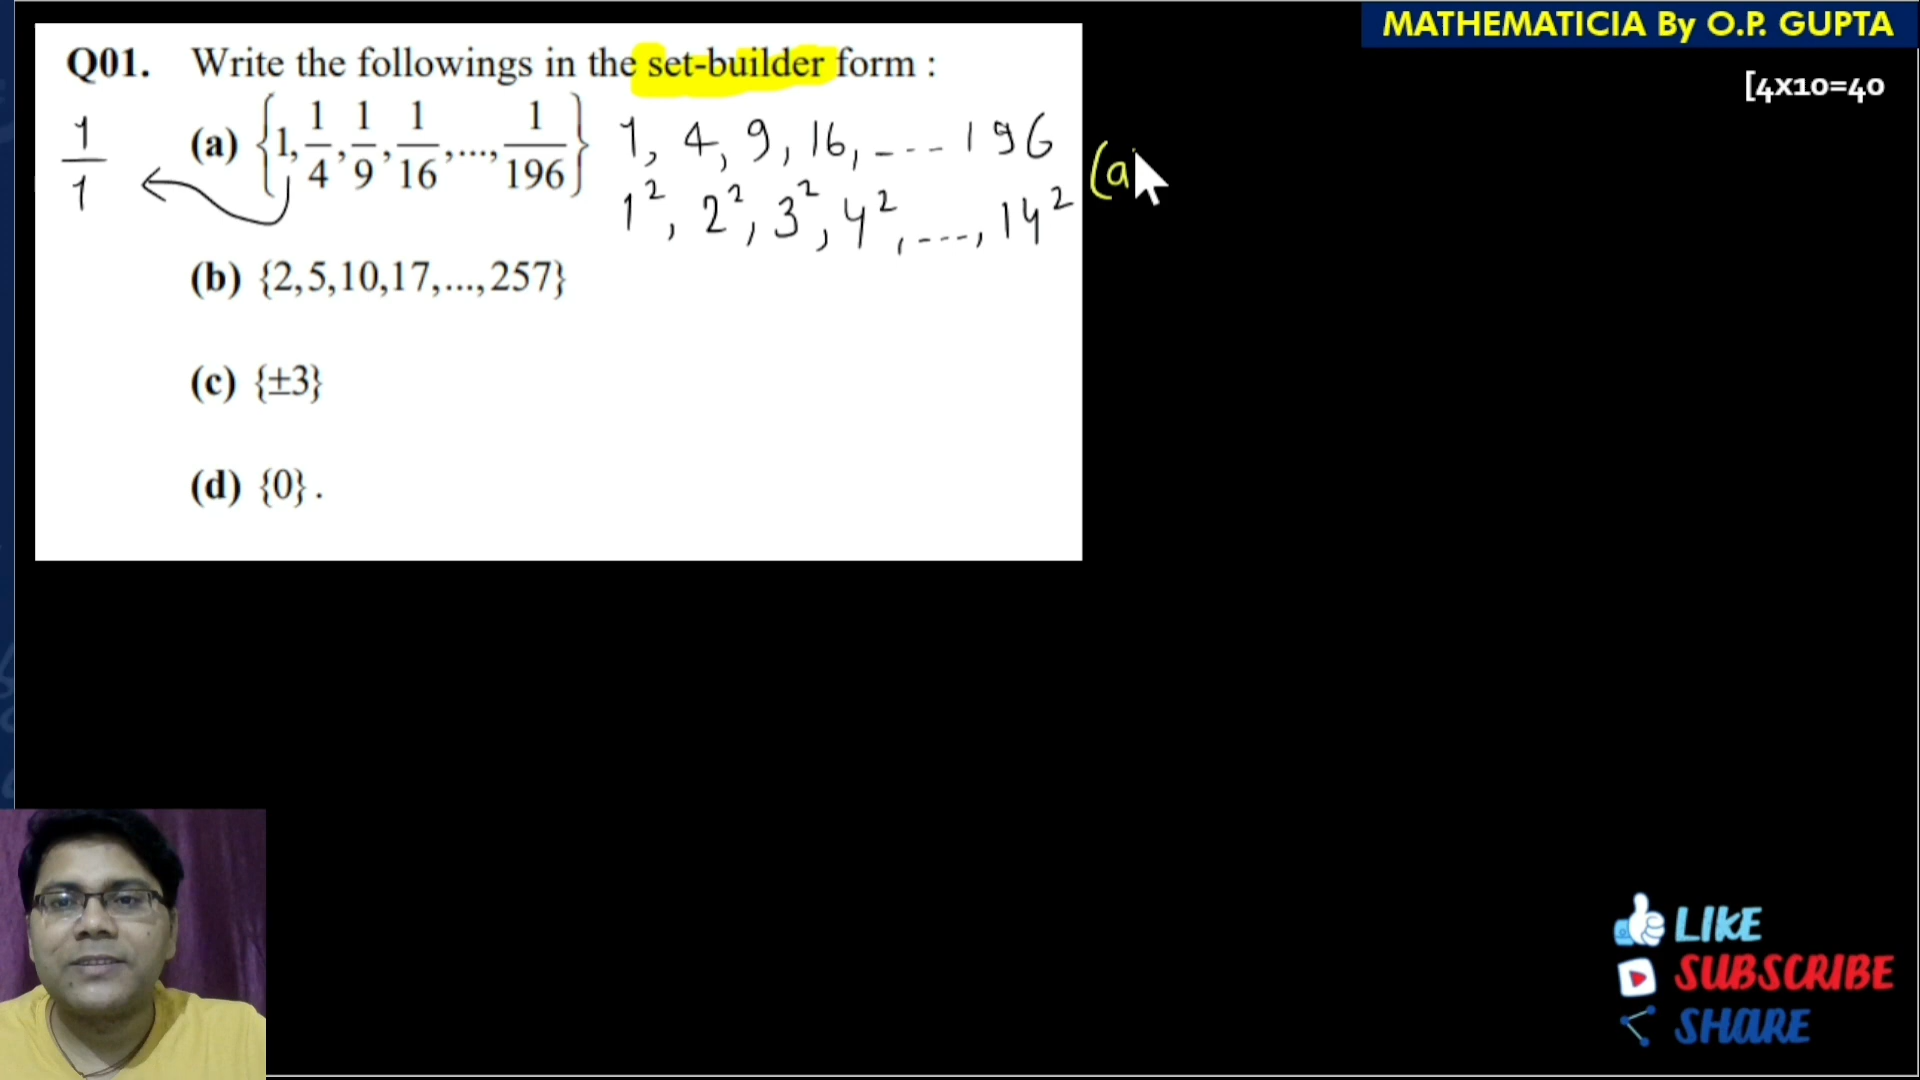 MATHEMATICIA By O.P. GUPTA
[4x10=40
Q01. Write the followings in the set-builder form :
(a) {1, 1/4, 1/9, 1/16, ..., 1/196}
1/1
1, 4, 9, 16, ---- 196
1², 2², 3², 4², ----, 14²
(a
(b) {2,5,10,17,...,257}
(c) {±3}
(d) {0} .
LIKE
SUBSCRIBE
SHARE